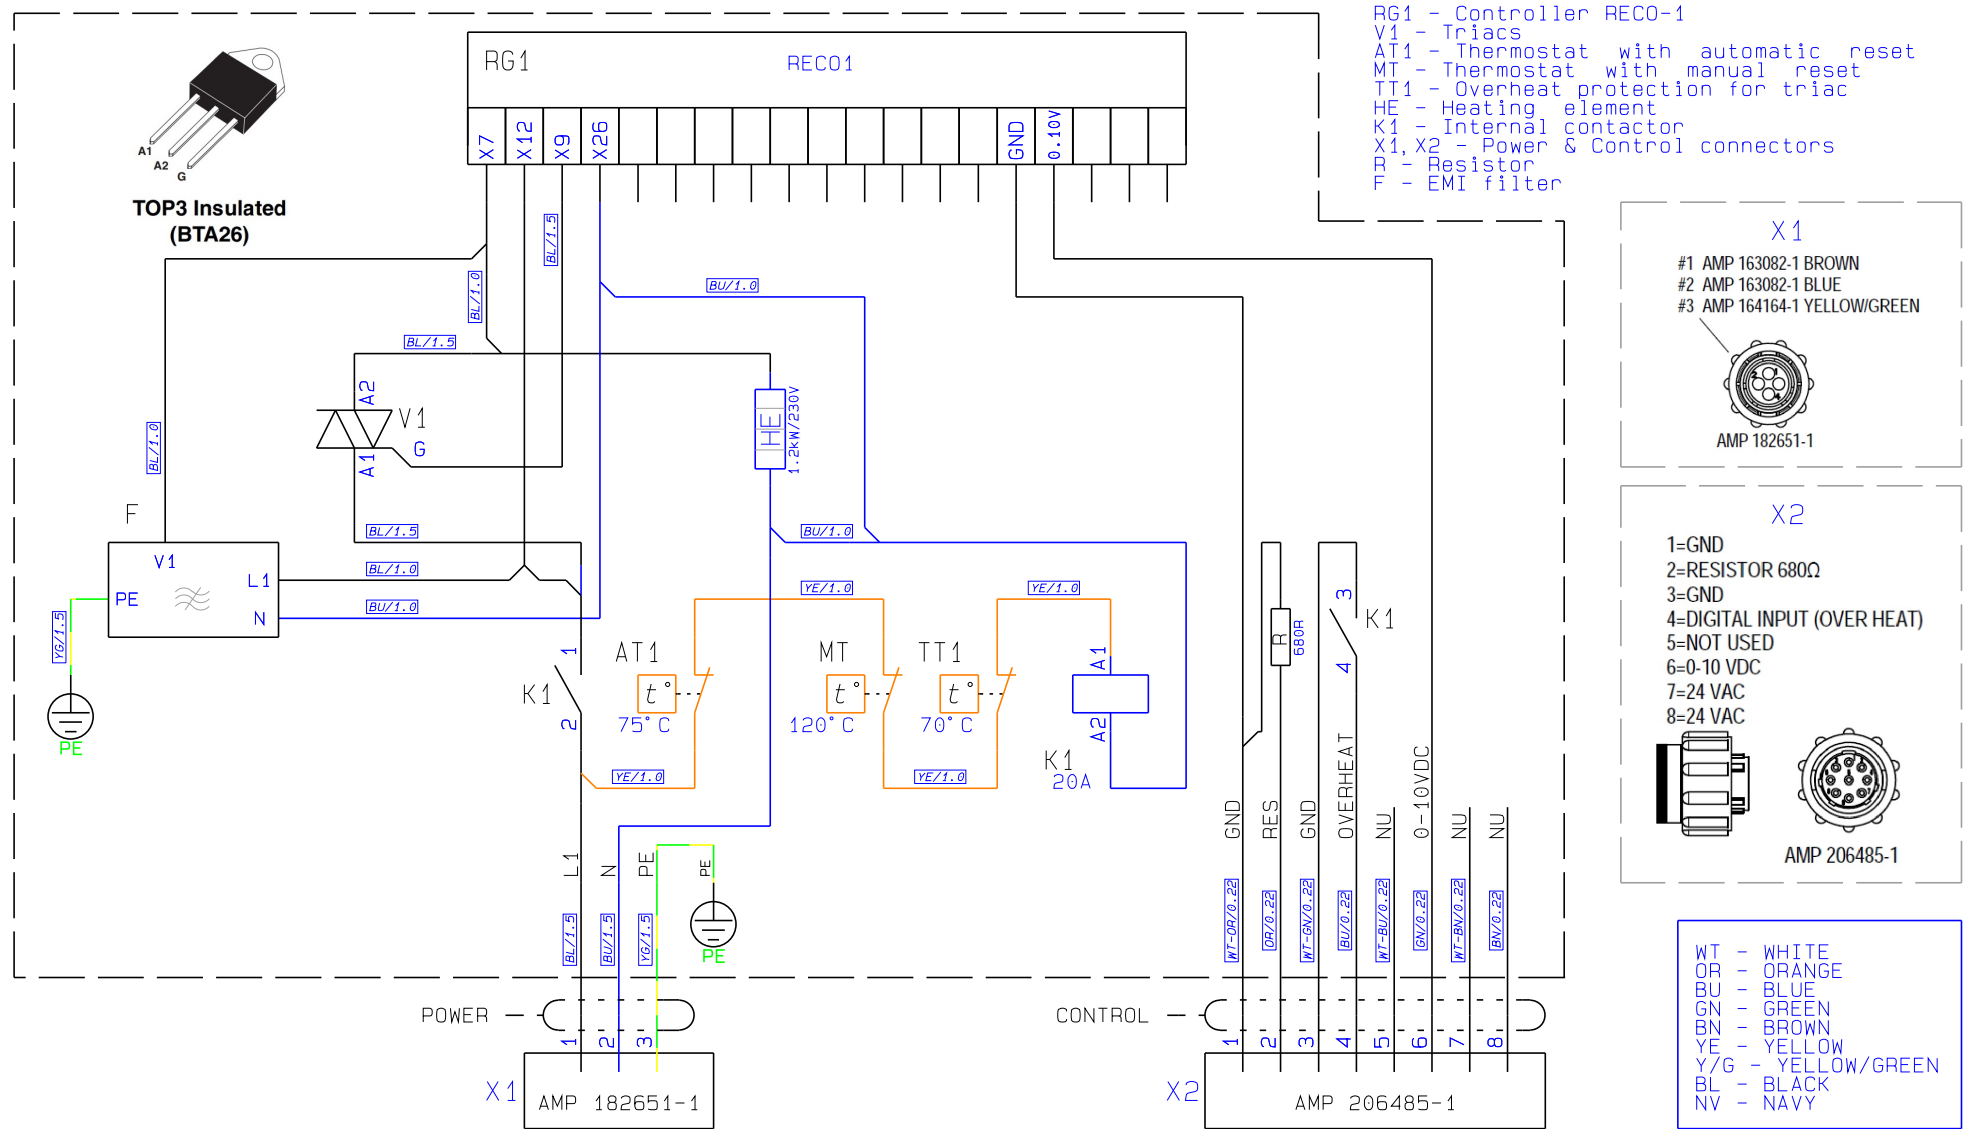 RG1 - Controller RECO-1
V1 - Triacs
AT1 - Thermostat with automatic reset
MT - Thermostat with manual reset
TT1 - Overheat protection for triac
HE - Heating element
K1 - Internal contactor
X1,X2 - Power & Control connectors
R - Resistor
F - EMI filter
A1
A2
G
TOP3 Insulated
(BTA26)
RG1
RECO1
X7
X12
X9
X26
GND
0.10V
BL/1.5
BL/1.0
BU/1.0
BL/1.5
A2
V1
G
A1
HE
1.2kW/230V
BL/1.0
F
V1
L1
PE
N
YG/1.5
PE
BL/1.5
BL/1.0
BU/1.0
BU/1.0
YE/1.0
YE/1.0
1
K1
2
AT1
t°
75°C
MT
t°
120°C
TT1
t°
70°C
A1
A2
K1
20A
YE/1.0
YE/1.0
R
680R
3
K1
4
L1
N
PE
PE
PE
BL/1.5
BU/1.5
YG/1.5
GND
RES
GND
OVERHEAT
NU
0-10VDC
NU
NU
WT-OR/0.22
OR/0.22
WT-GN/0.22
BU/0.22
WT-BU/0.22
GN/0.22
WT-BN/0.22
BN/0.22
POWER
1
2
3
X1
AMP 182651-1
CONTROL
1
2
3
4
5
6
7
8
X2
AMP 206485-1
X1
#1 AMP 163082-1 BROWN
#2 AMP 163082-1 BLUE
#3 AMP 164164-1 YELLOW/GREEN
2
1
4
AMP 182651-1
X2
1=GND
2=RESISTOR 680Ω
3=GND
4=DIGITAL INPUT (OVER HEAT)
5=NOT USED
6=0-10 VDC
7=24 VAC
8=24 VAC
AMP 206485-1
WT - WHITE
OR - ORANGE
BU - BLUE
GN - GREEN
BN - BROWN
YE - YELLOW
Y/G - YELLOW/GREEN
BL - BLACK
NV - NAVY